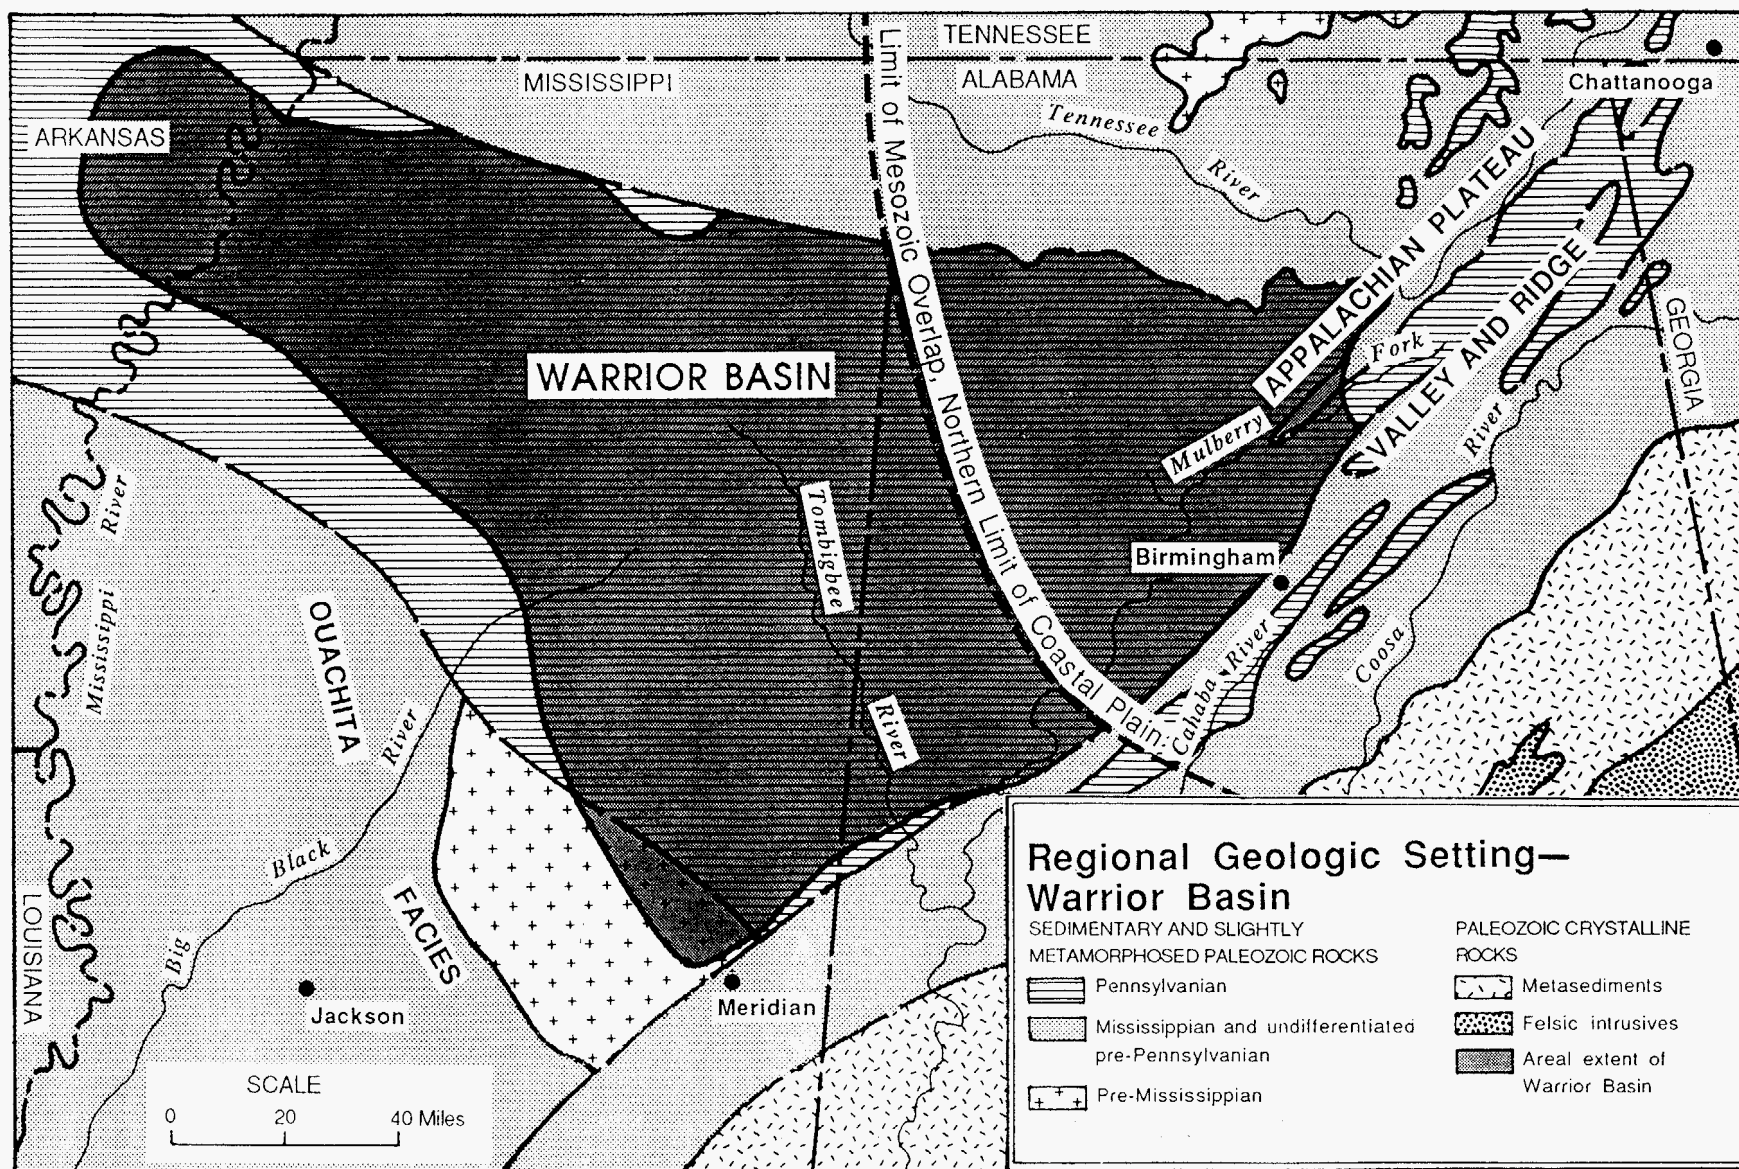 TENNESSEE
MISSISSIPPI
ALABAMA
Chattanooga
ARKANSAS
Tennessee
River
Limit of Mesozoic Overlap, Northern Limit of Coastal Plain
APPALACHIAN PLATEAU
VALLEY AND RIDGE
GEORGIA
WARRIOR BASIN
Fork
Mulberry
River
River
Mississippi
Tombigbee
River
Birmingham
OUACHITA
FACIES
Cahaba River
Coosa
River
Black
Big
LOUISIANA
Jackson
Meridian
SCALE
0 20 40 Miles
Regional Geologic Setting—
Warrior Basin
SEDIMENTARY AND SLIGHTLY
METAMORPHOSED PALEOZOIC ROCKS
Pennsylvanian
Mississippian and undifferentiated
pre-Pennsylvanian
Pre-Mississippian
PALEOZOIC CRYSTALLINE
ROCKS
Metasediments
Felsic intrusives
Areal extent of
Warrior Basin